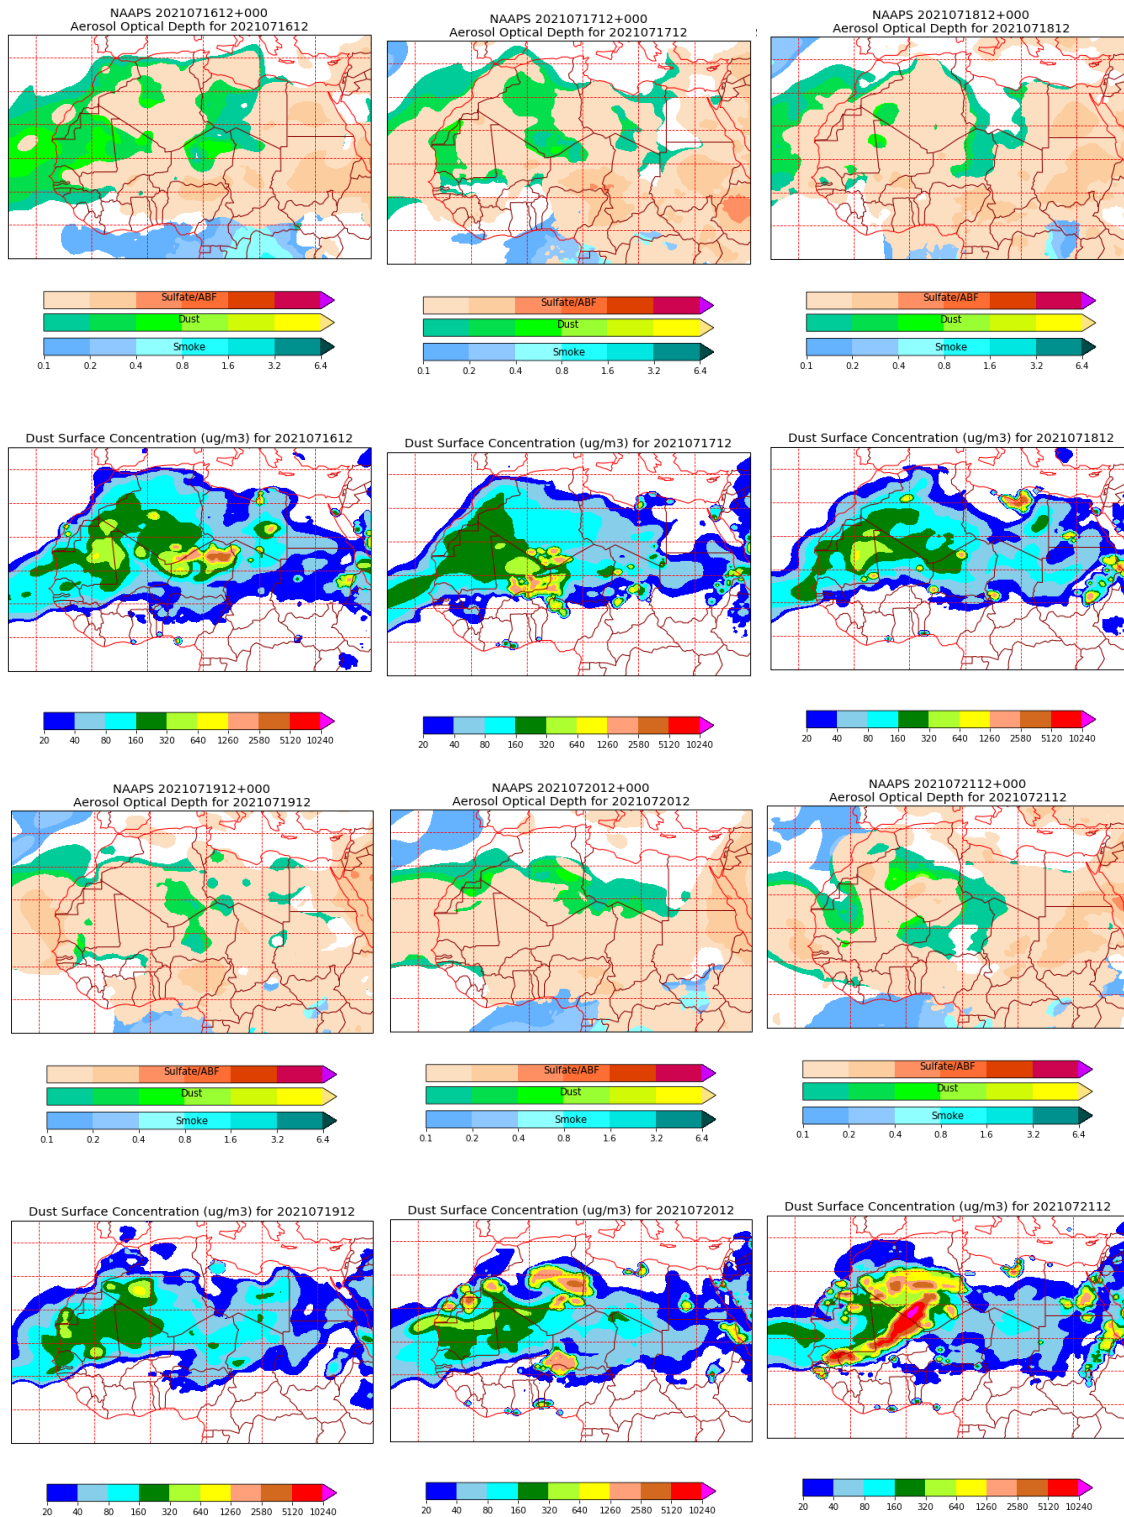 NAAPS 2021071612+000
Aerosol Optical Depth for 2021071612
NAAPS 2021071712+000
Aerosol Optical Depth for 2021071712
NAAPS 2021071812+000
Aerosol Optical Depth for 2021071812
Sulfate/ABF
Dust
Smoke
0.1 0.2 0.4 0.8 1.6 3.2 6.4
Sulfate/ABF
Dust
Smoke
0.1 0.2 0.4 0.8 1.6 3.2 6.4
Sulfate/ABF
Dust
Smoke
0.1 0.2 0.4 0.8 1.6 3.2 6.4
Dust Surface Concentration (ug/m3) for 2021071612
Dust Surface Concentration (ug/m3) for 2021071712
Dust Surface Concentration (ug/m3) for 2021071812
20 40 80 160 320 640 1260 2580 5120 10240
20 40 80 160 320 640 1260 2580 5120 10240
20 40 80 160 320 640 1260 2580 5120 10240
NAAPS 2021071912+000
Aerosol Optical Depth for 2021071912
NAAPS 2021072012+000
Aerosol Optical Depth for 2021072012
NAAPS 2021072112+000
Aerosol Optical Depth for 2021072112
Sulfate/ABF
Dust
Smoke
0.1 0.2 0.4 0.8 1.6 3.2 6.4
Sulfate/ABF
Dust
Smoke
0.1 0.2 0.4 0.8 1.6 3.2 6.4
Sulfate/ABF
Dust
Smoke
0.1 0.2 0.4 0.8 1.6 3.2 6.4
Dust Surface Concentration (ug/m3) for 2021071912
Dust Surface Concentration (ug/m3) for 2021072012
Dust Surface Concentration (ug/m3) for 2021072112
20 40 80 160 320 640 1260 2580 5120 10240
20 40 80 160 320 640 1260 2580 5120 10240
20 40 80 160 320 640 1260 2580 5120 10240